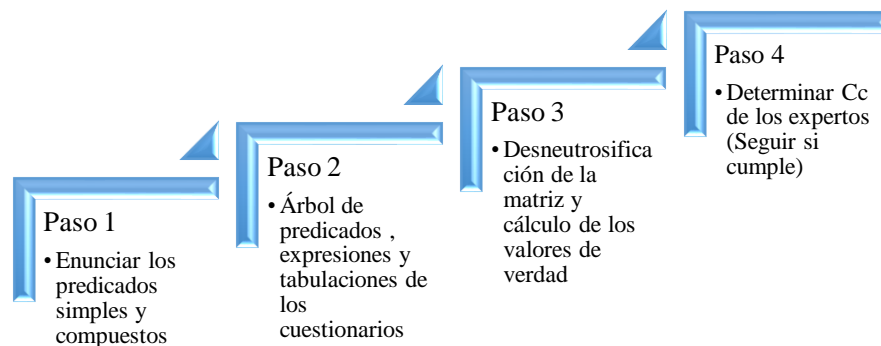 Paso 1
• Enunciar los
predicados
simples y
compuestos
Paso 2
• Árbol de
predicados ,
expresiones y
tabulaciones de
los
cuestionarios
Paso 3
• Desneutrosifica
ción de la
matriz y
cálculo de los
valores de
verdad
Paso 4
• Determinar Cc
de los expertos
(Seguir si
cumple)